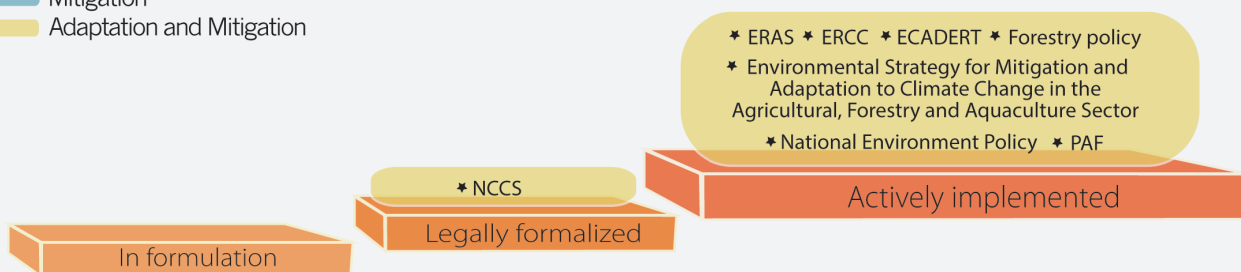 Mitigation
Adaptation and Mitigation
★ ERAS ★ ERCC ★ ECADERT ★ Forestry policy
★ Environmental Strategy for Mitigation and
Adaptation to Climate Change in the
Agricultural, Forestry and Aquaculture Sector
★ National Environment Policy ★ PAF
★ NCCS
Actively implemented
Legally formalized
In formulation